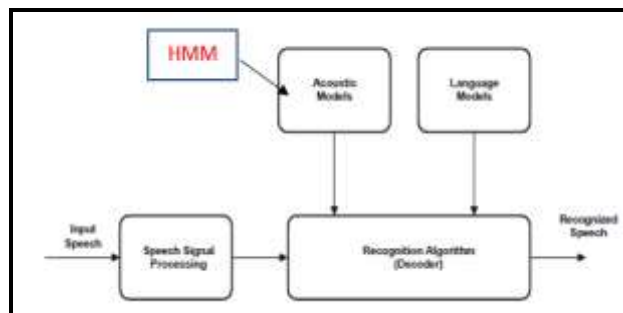 HMM
Acoustic
Models
Language
Models
Input
Speech
Speech Signal
Processing
Recognition Algorithm
(Decoder)
Recognized
Speech